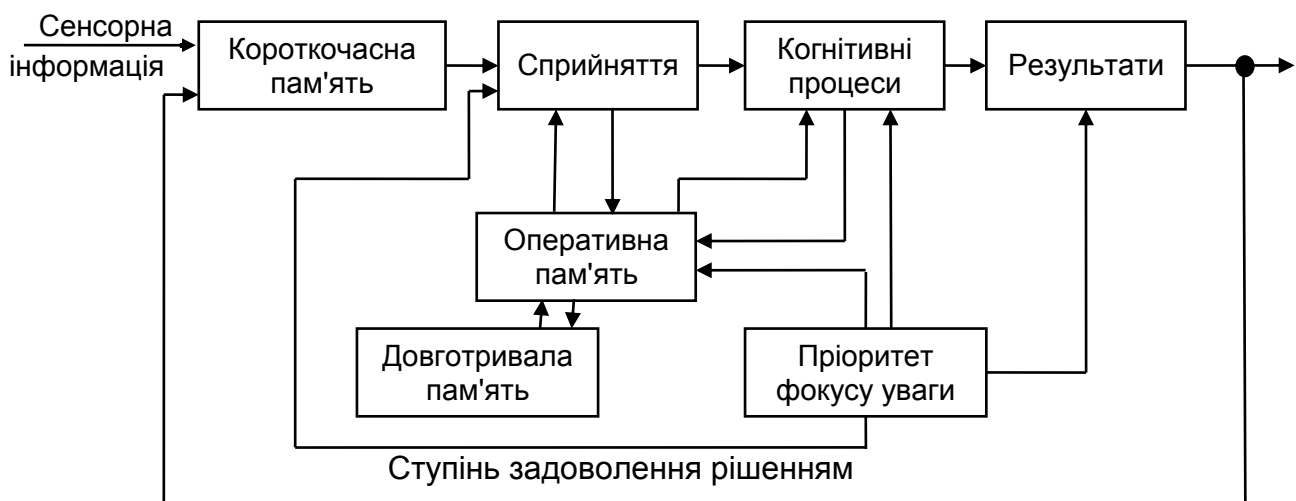 Сенсорна
інформація
Короткочасна
пам'ять
Сприйняття
Когнітивні
процеси
Результати
Оперативна
пам'ять
Довготривала
пам'ять
Пріоритет
фокусу уваги
Ступінь задоволення рішенням